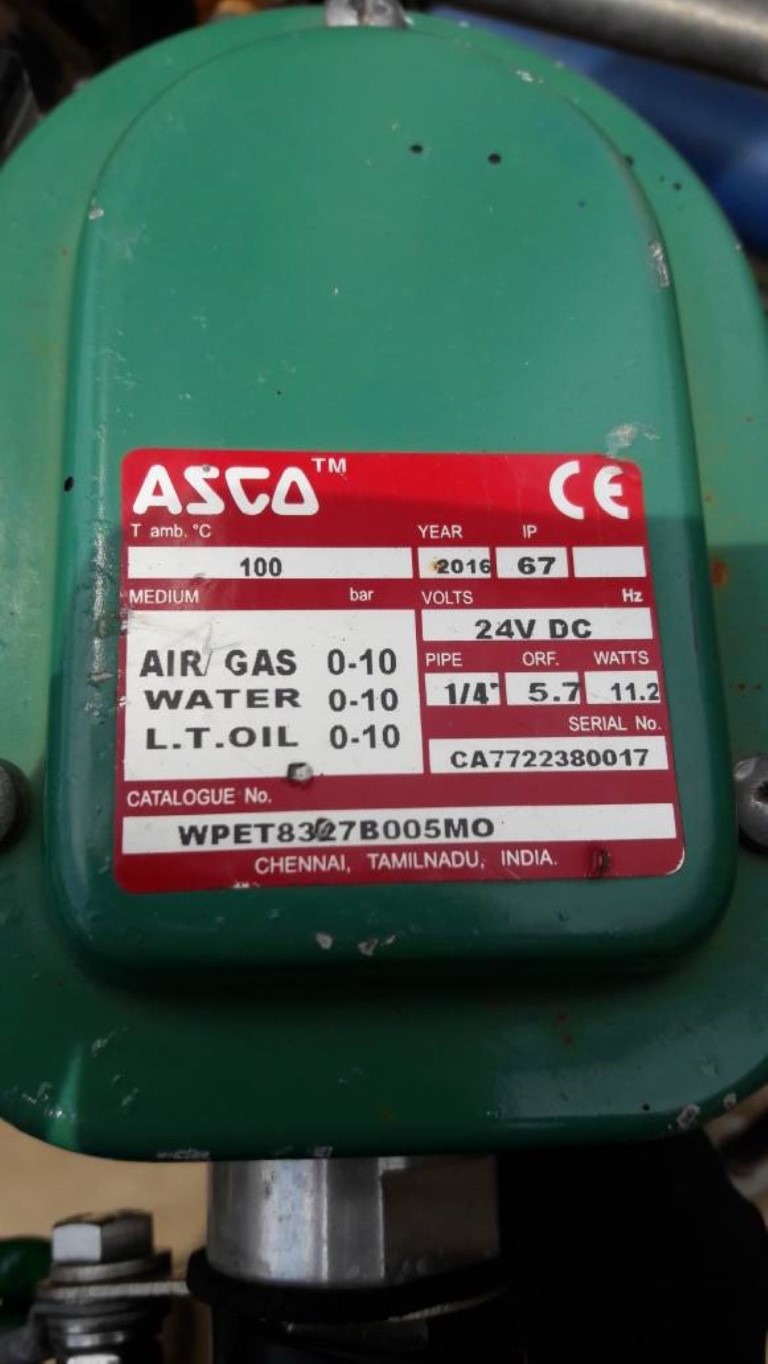 ASCO™ CE
T amb. °C YEAR IP
100 2016 67
MEDIUM bar VOLTS Hz
24V DC
AIR/ GAS 0-10
PIPE ORF. WATTS
WATER 0-10 1/4" 5.7 11.2
L.T.OIL 0-10
SERIAL No.
CA7722380017
CATALOGUE No.
WPET8327B005MO
CHENNAI, TAMILNADU, INDIA.